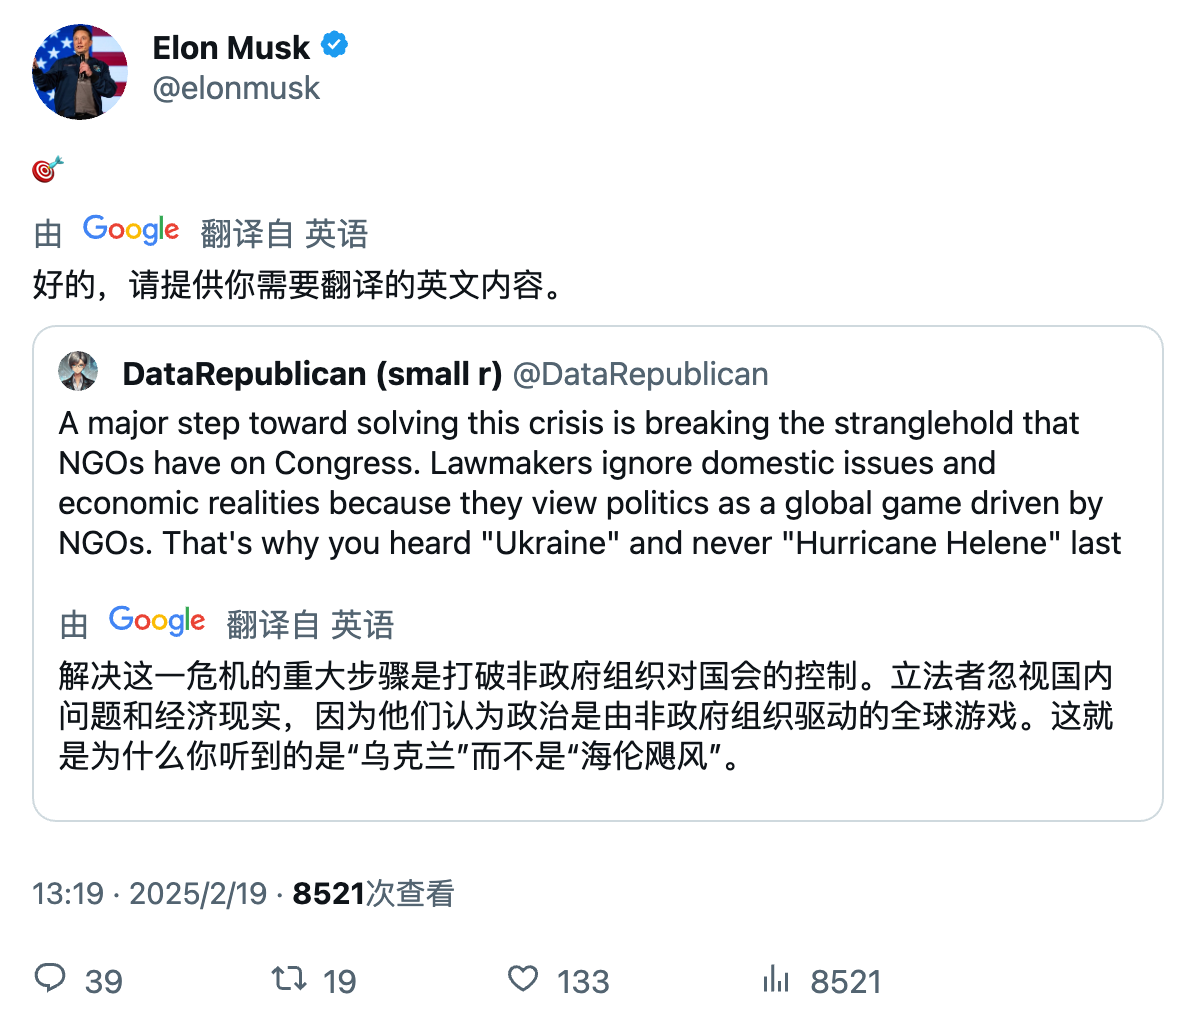 Elon Musk
@elonmusk
🎯
由 Google 翻译自 英语
好的，请提供你需要翻译的英文内容。
DataRepublican (small r) @DataRepublican
A major step toward solving this crisis is breaking the stranglehold that
NGOs have on Congress. Lawmakers ignore domestic issues and
economic realities because they view politics as a global game driven by
NGOs. That's why you heard "Ukraine" and never "Hurricane Helene" last
由 Google 翻译自 英语
解决这一危机的重大步骤是打破非政府组织对国会的控制。立法者忽视国内
问题和经济现实，因为他们认为政治是由非政府组织驱动的全球游戏。这就
是为什么你听到的是“乌克兰”而不是“海伦飓风”。
13:19 · 2025/2/19 · 8521次查看
39 19 133 8521